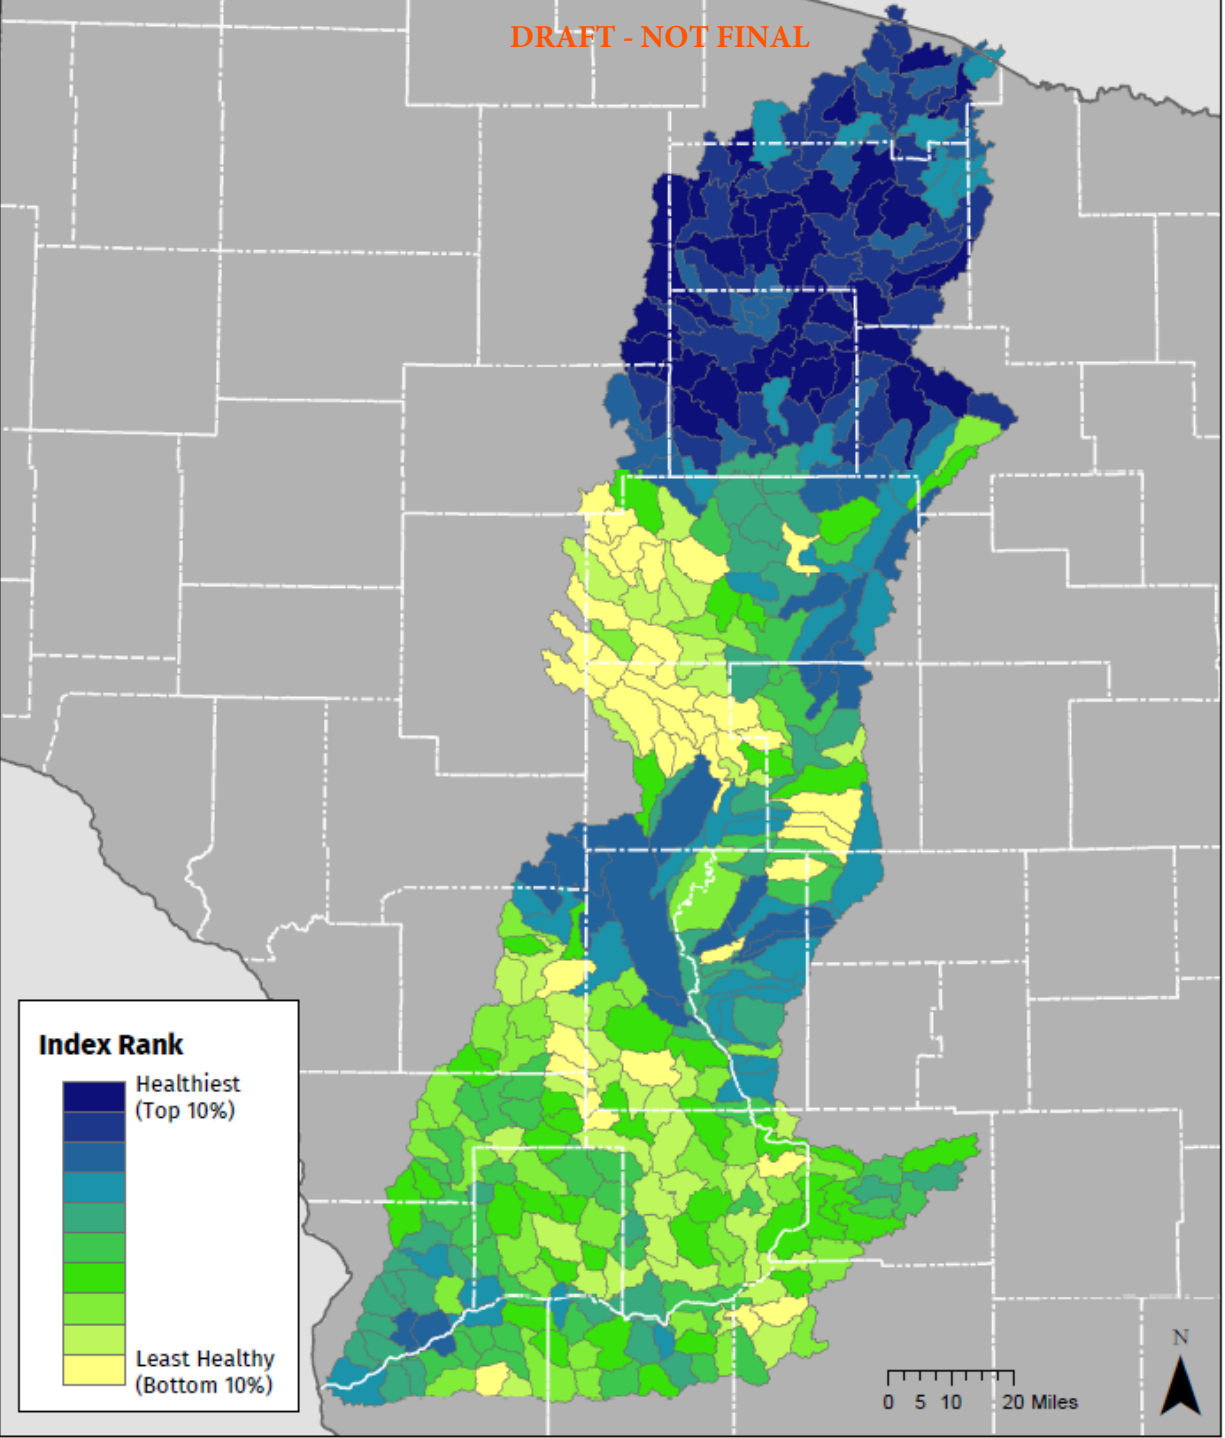 DRAFT - NOT FINAL
Index Rank
Healthiest
(Top 10%)
Least Healthy
(Bottom 10%)
N
0 5 10 20 Miles